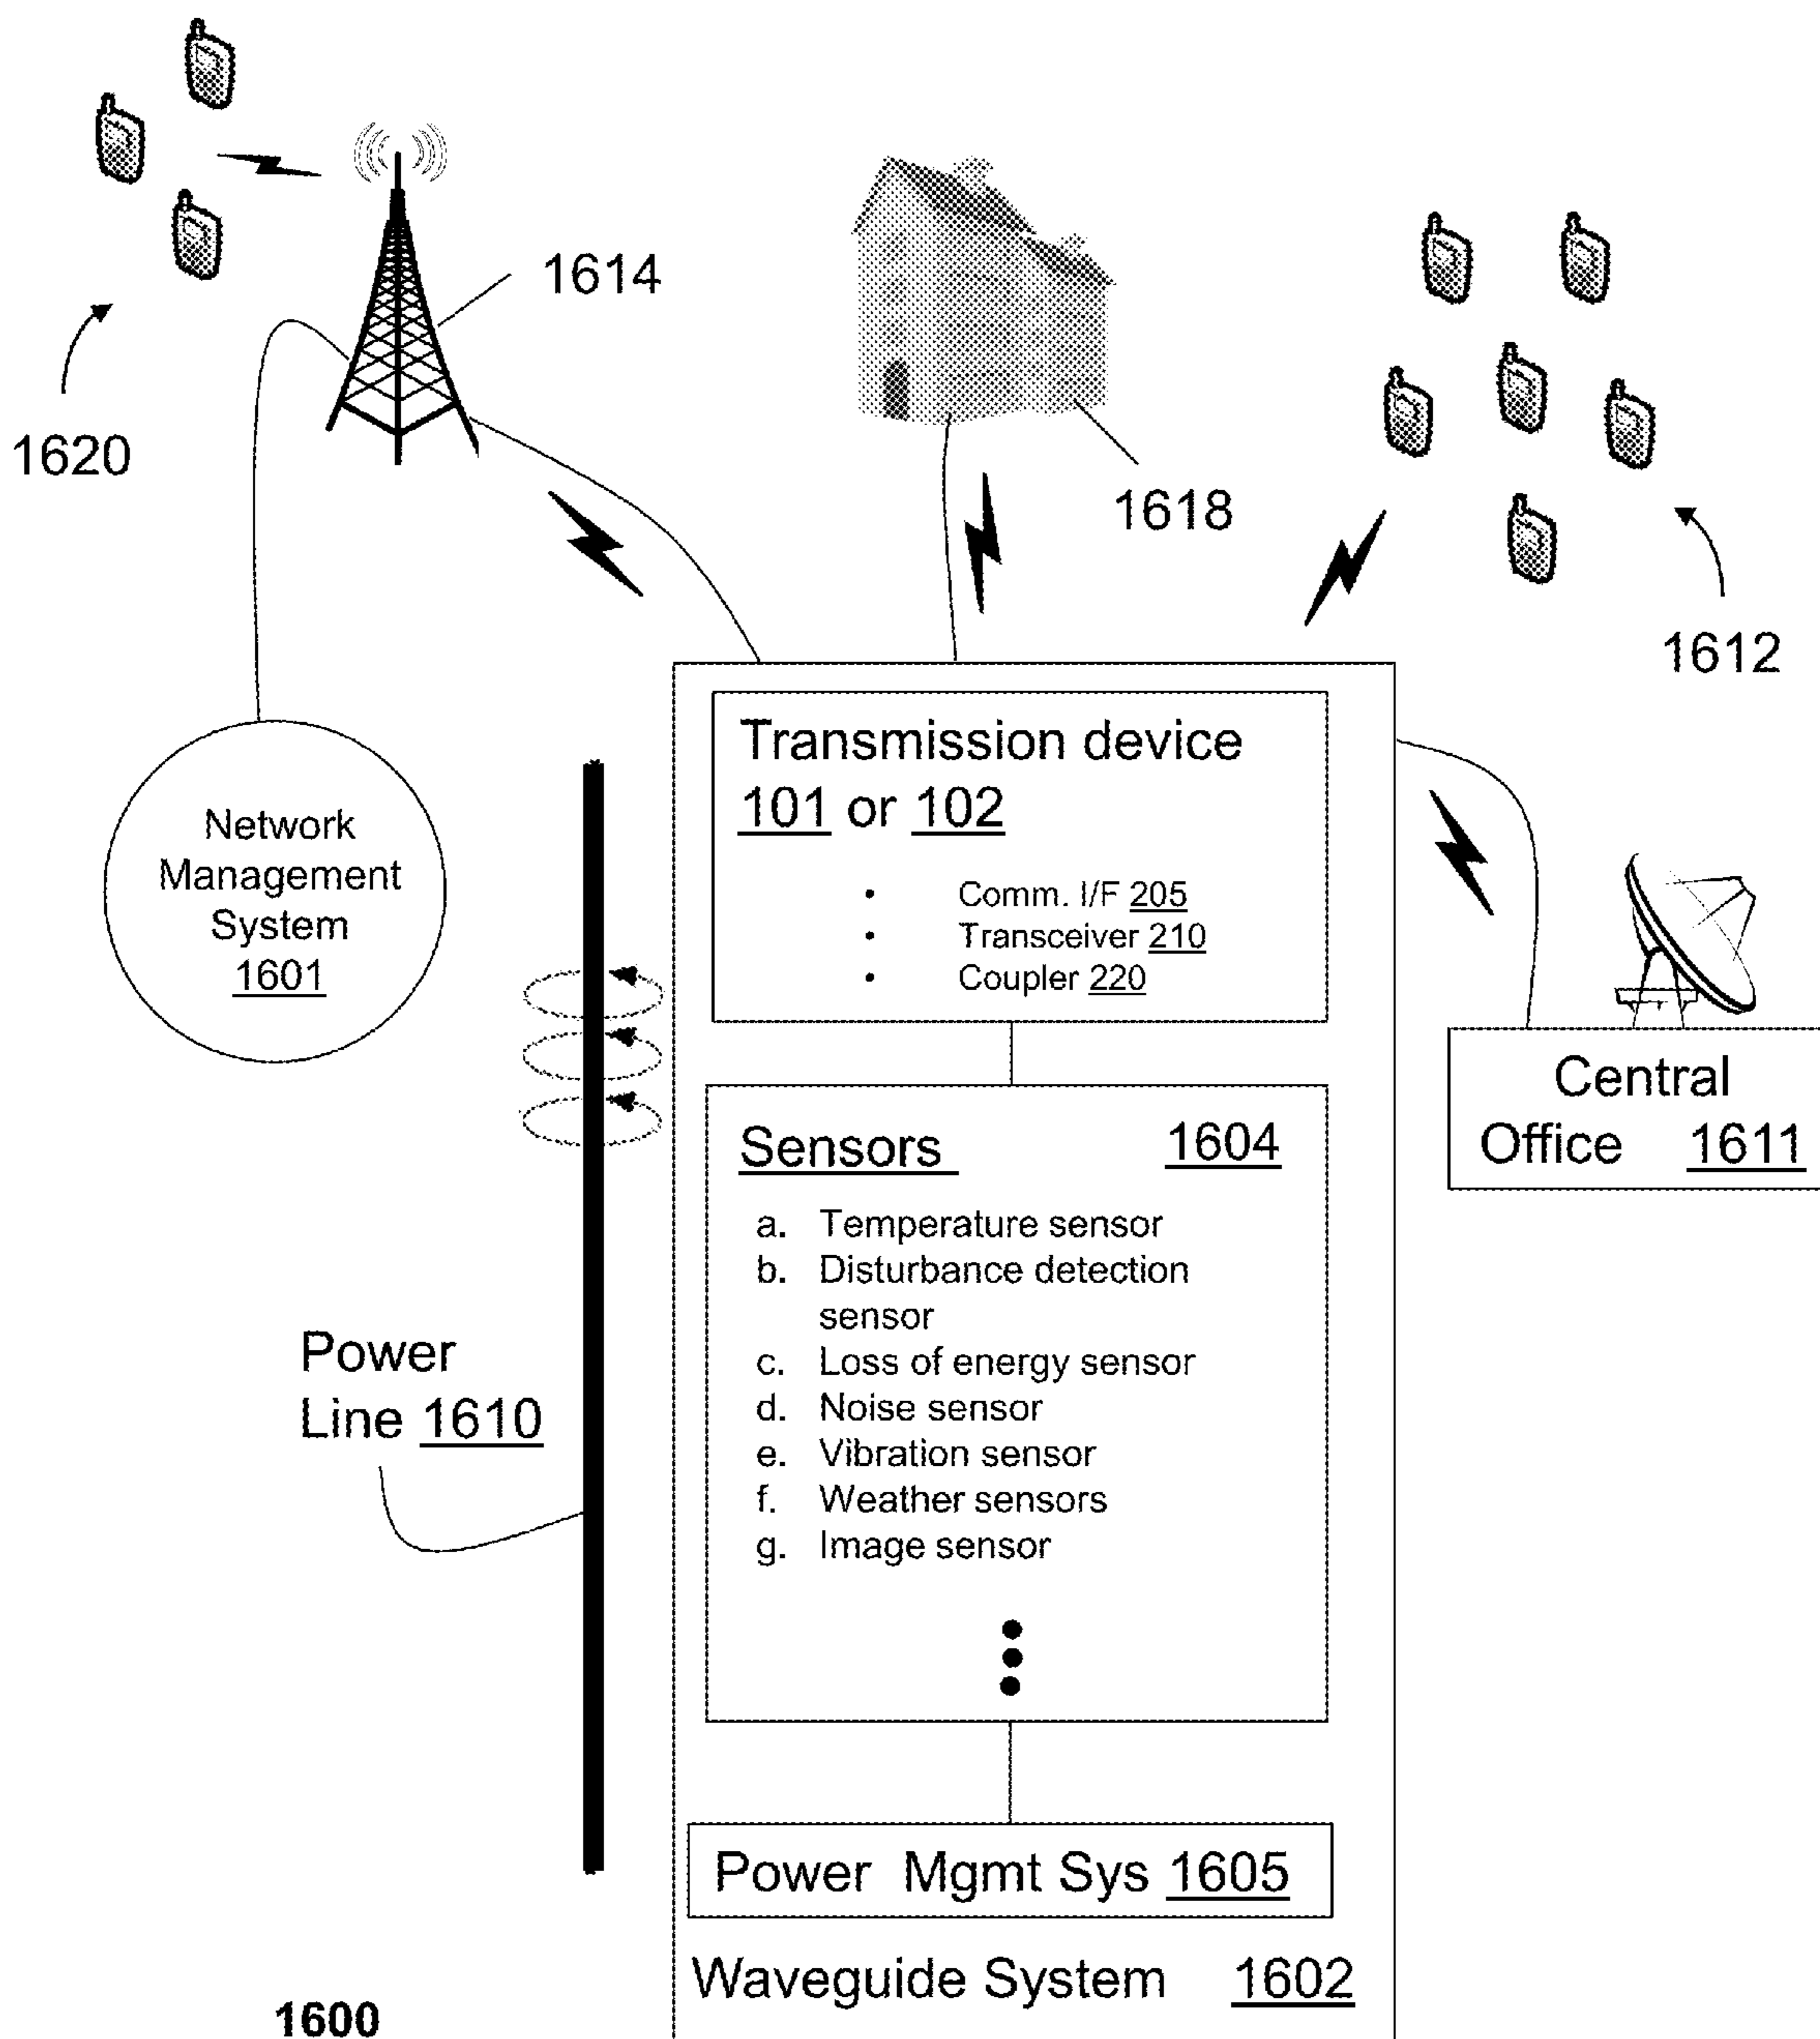 1614
1620
1618
1612
Transmission device
101 or 102
• Comm. I/F 205
• Transceiver 210
• Coupler 220
Network
Management
System
1601
Central
Office 1611
Sensors 1604
a. Temperature sensor
b. Disturbance detection
sensor
c. Loss of energy sensor
d. Noise sensor
e. Vibration sensor
f. Weather sensors
g. Image sensor
Power
Line 1610
Power Mgmt Sys 1605
Waveguide System 1602
1600